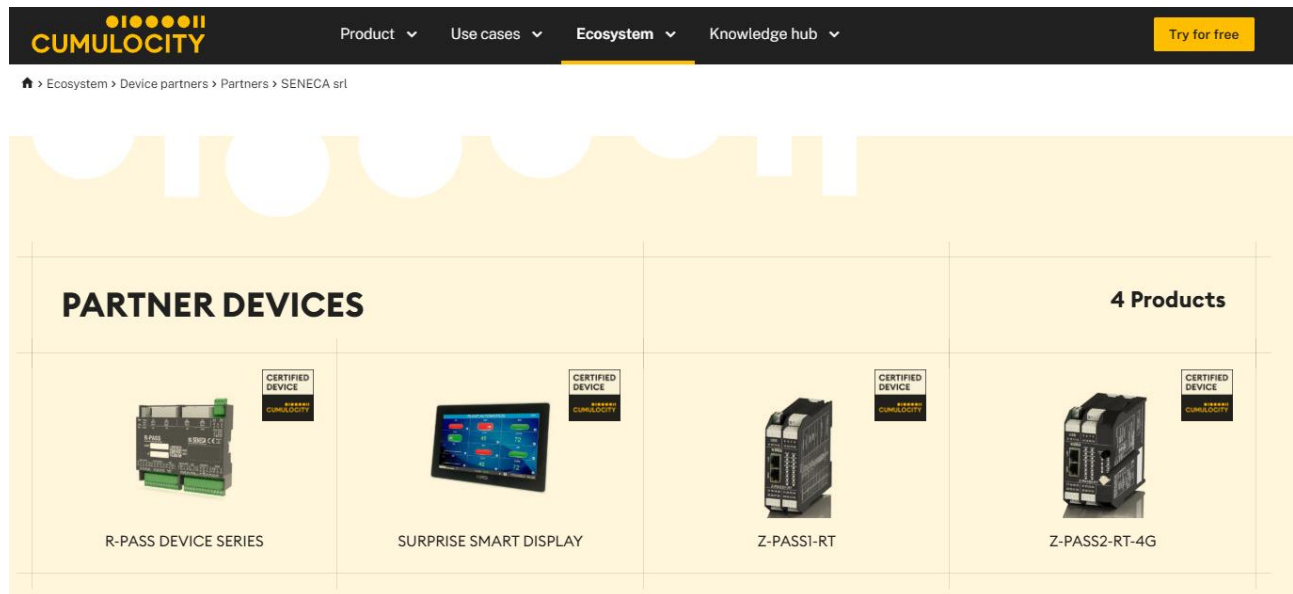 CUMULOCITY
Product
Use cases
Ecosystem
Knowledge hub
Try for free
> Ecosystem > Device partners > Partners > SENECA srl
PARTNER DEVICES
4 Products
CERTIFIED
DEVICE
CUMULOCITY
CERTIFIED
DEVICE
CUMULOCITY
CERTIFIED
DEVICE
CUMULOCITY
CERTIFIED
DEVICE
CUMULOCITY
R-PASS
SENECA
R-PASS DEVICE SERIES
SURPRISE SMART DISPLAY
Z-PASS1-RT
Z-PASS2-RT-4G